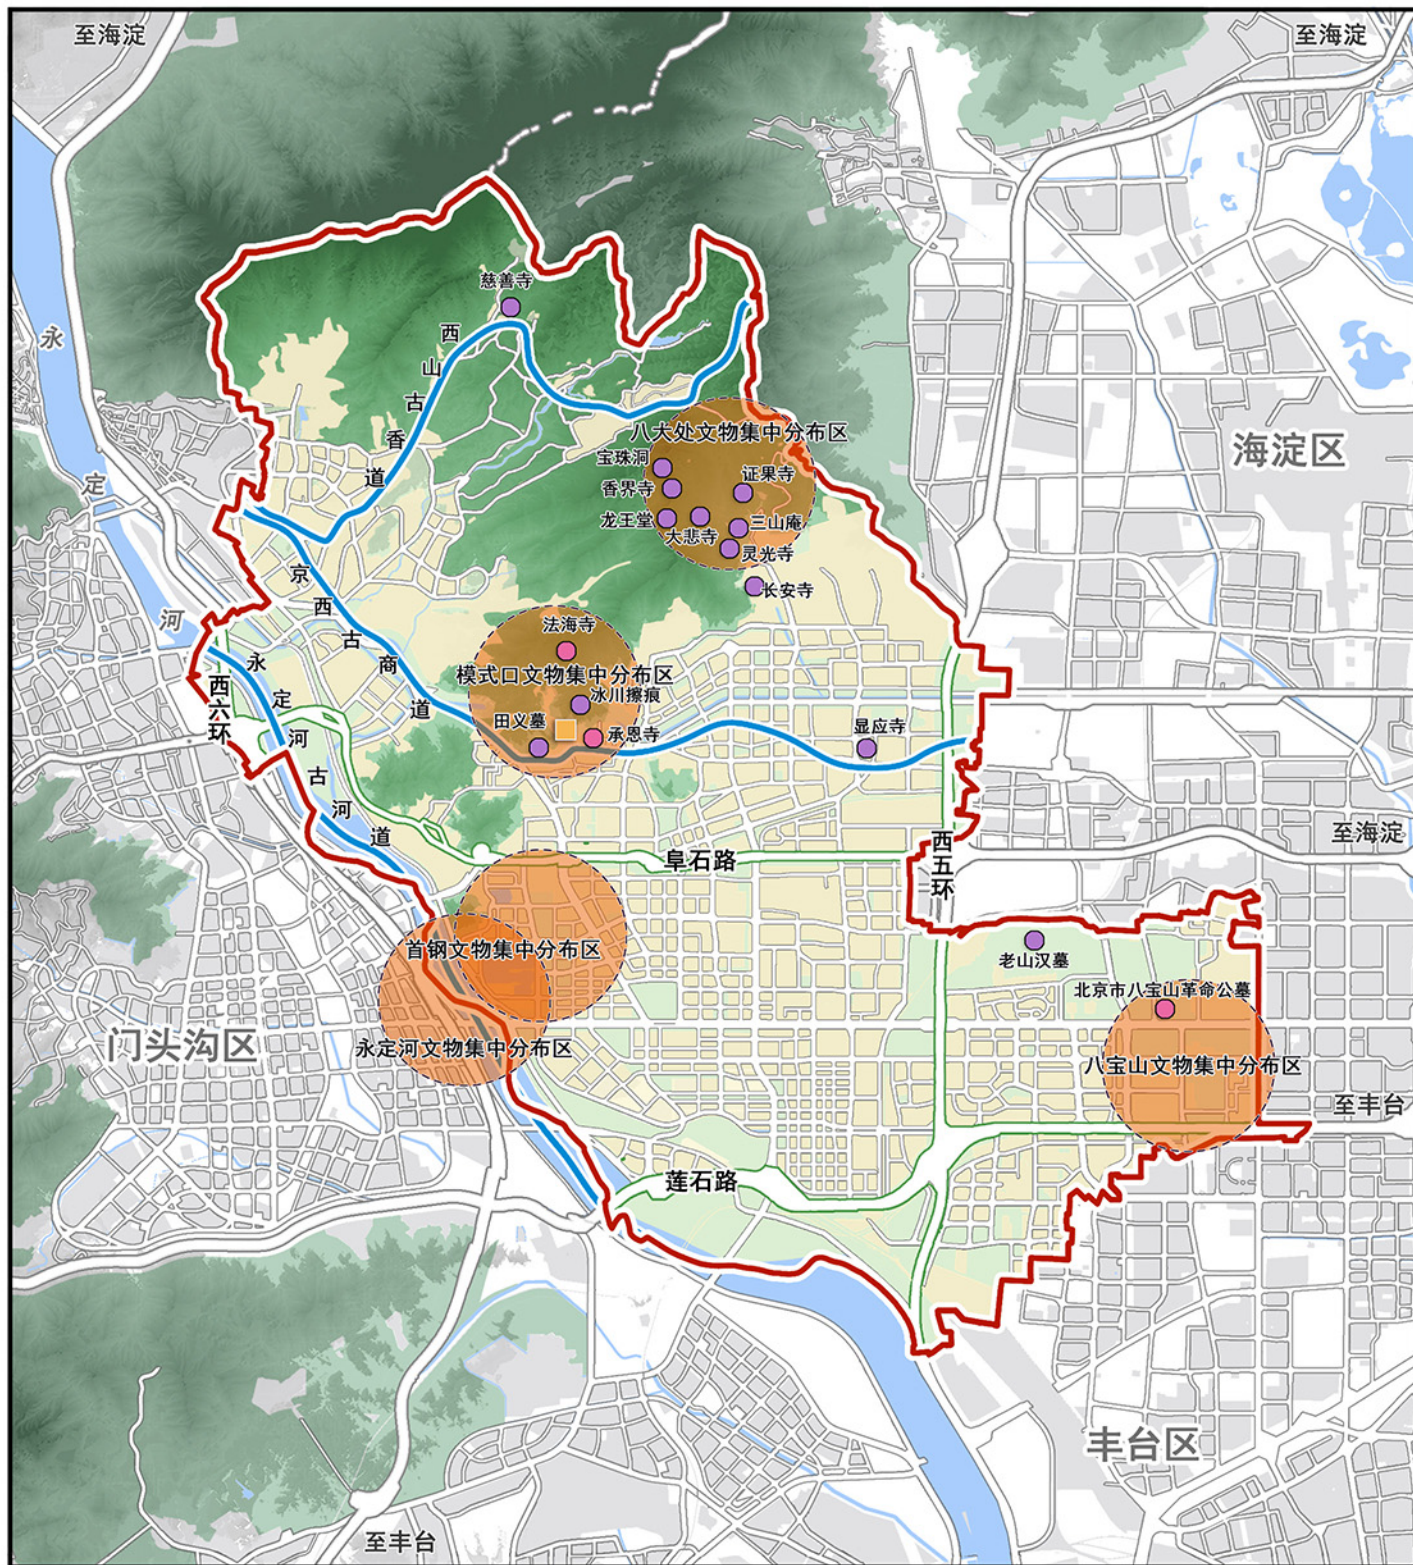 至海淀
至海淀
慈善寺
西山古香道
永定河
八大处文物集中分布区
海淀区
宝珠洞
证果寺
香界寺
龙王堂
大悲寺
三山庵
灵光寺
长安寺
京西古商道
法海寺
模式口文物集中分布区
冰川擦痕
田义墓
承恩寺
显应寺
永定河古河道
西六环
阜石路
西五环
至海淀
首钢文物集中分布区
老山汉墓
北京市八宝山革命公墓
门头沟区
永定河文物集中分布区
八宝山文物集中分布区
至丰台
莲石路
丰台区
至丰台